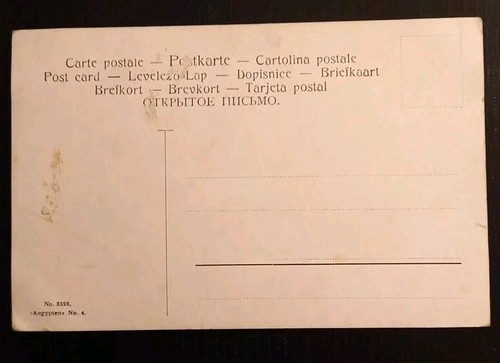 Carte postale — Postkarte — Cartolina postale
Post card — Levelező-Lap — Dopisnice — Briefkaart
Brefkort — Brevkort — Tarjeta postal
ОТКРЫТОЕ ПИСЬМО.
No. 8528.
»Aegypten« No. 4.